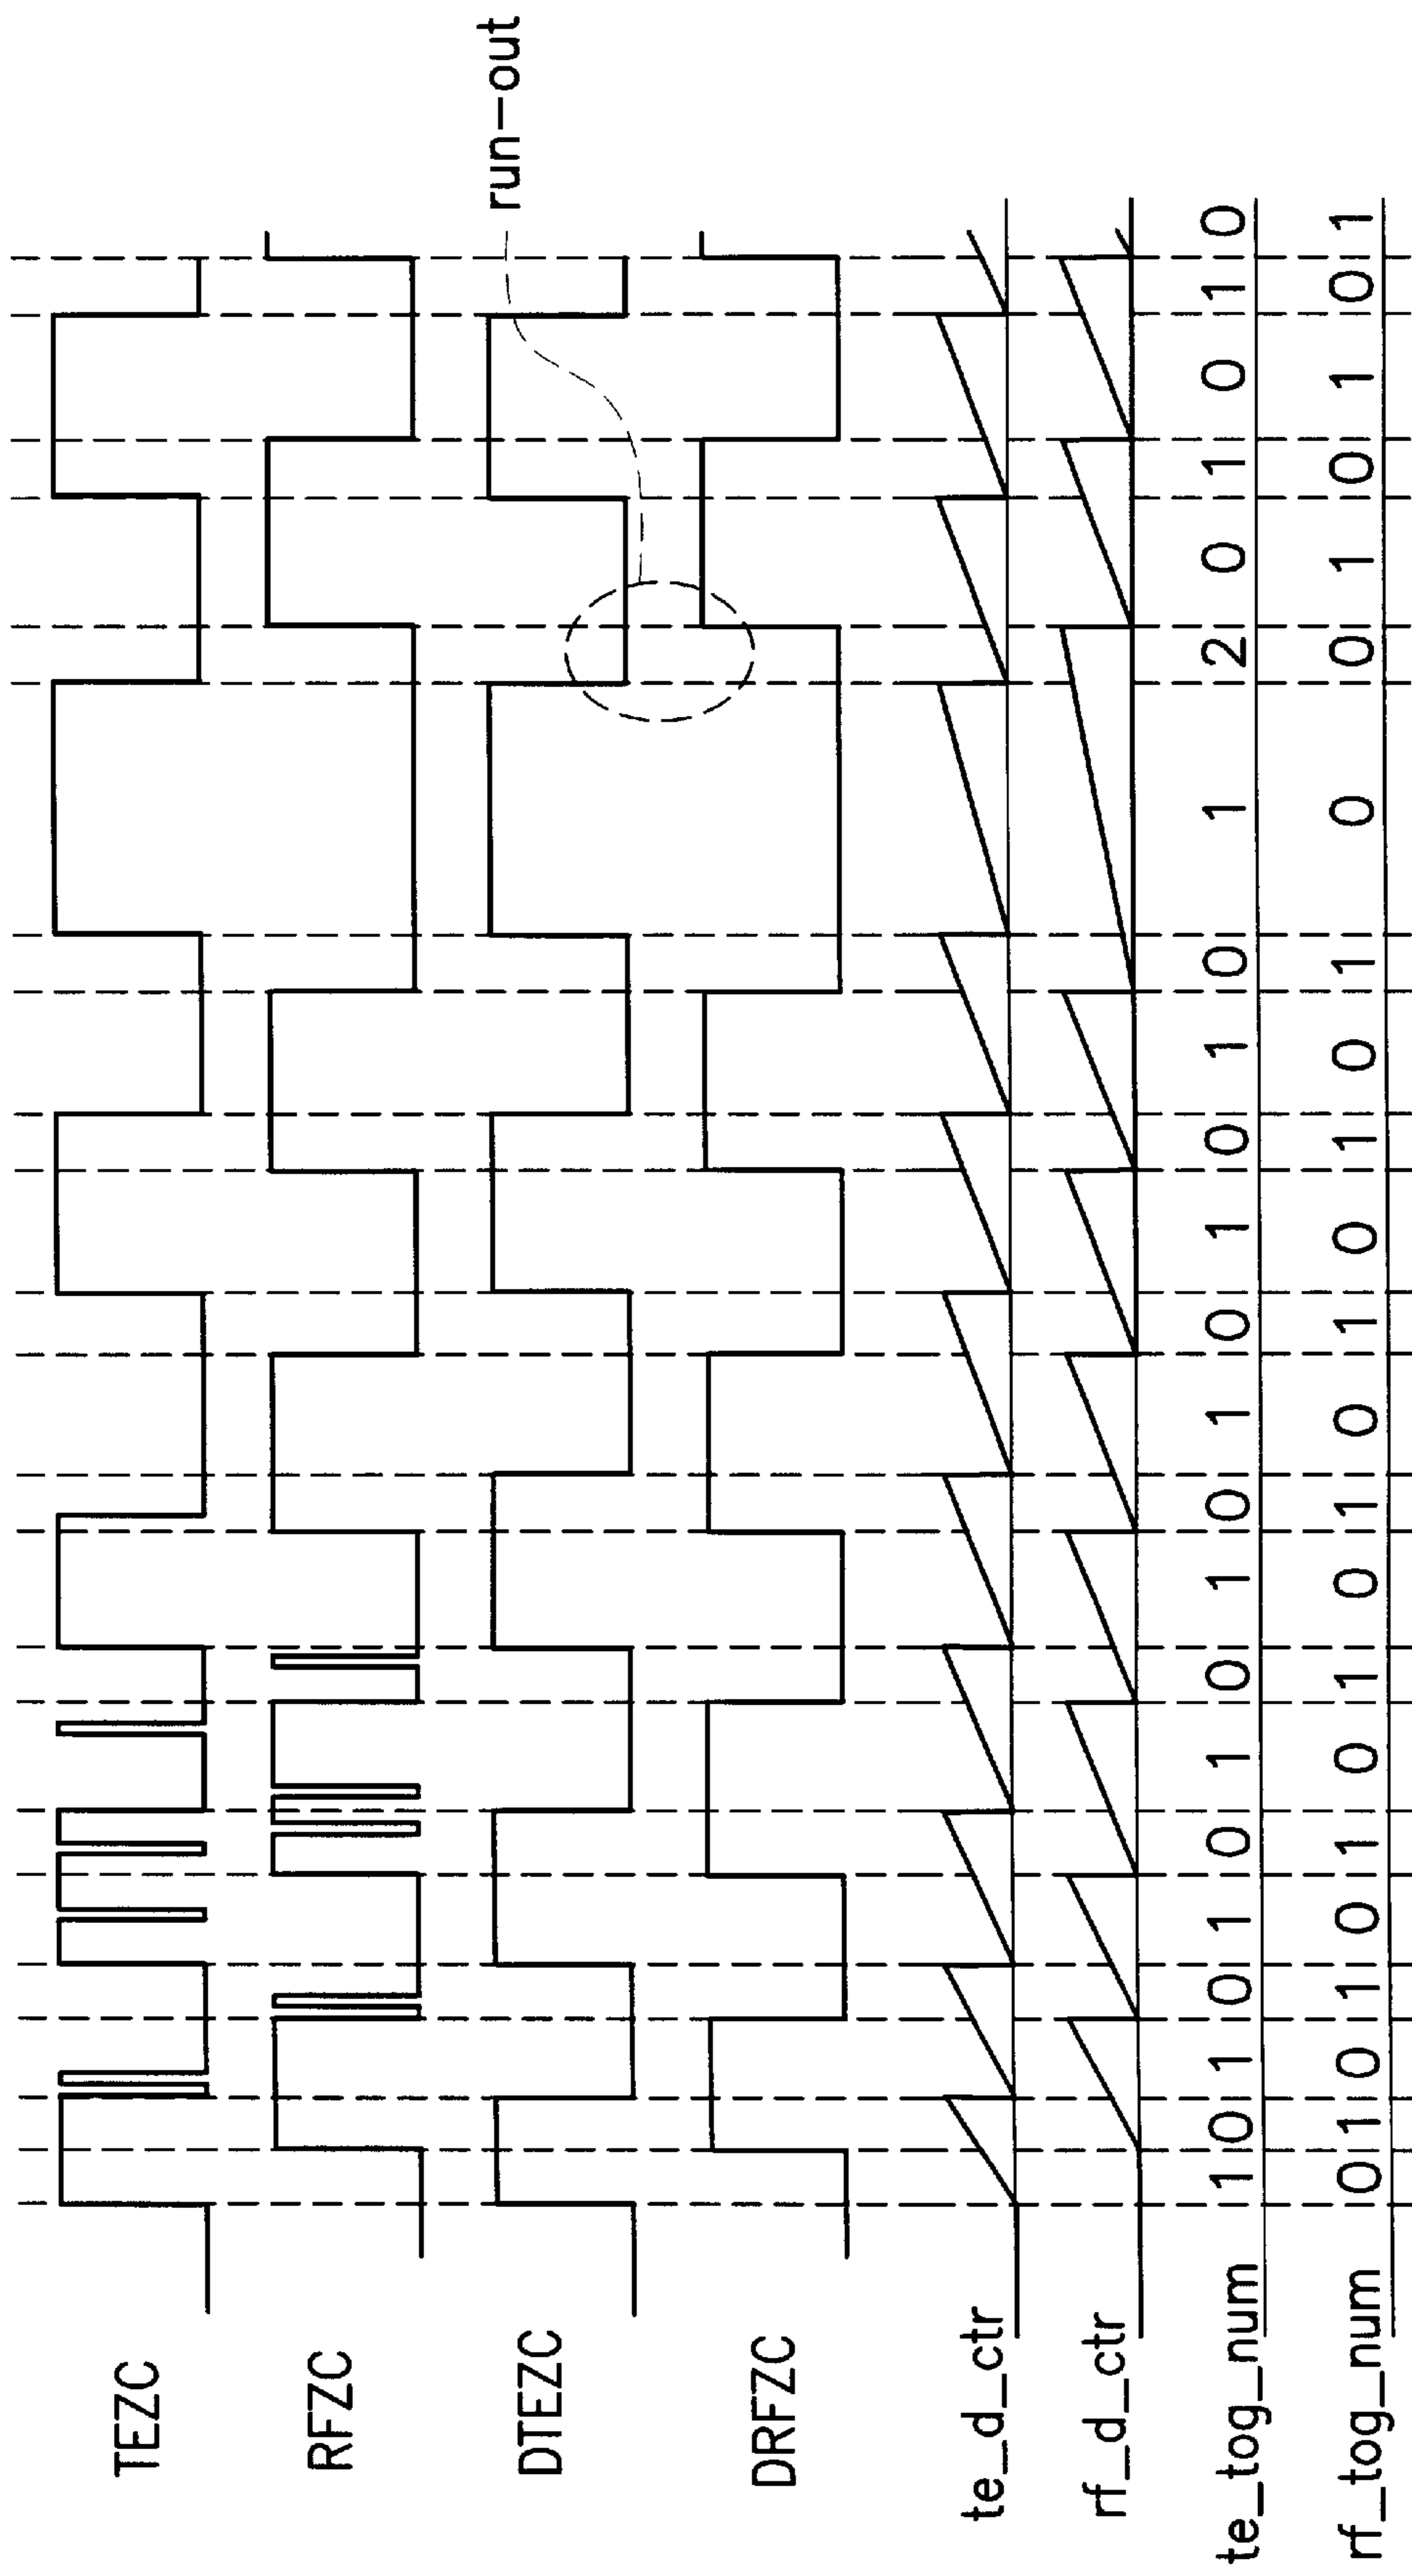 TEZC
RFZC
run-out
DTEZC
DRFZC
te_d_ctr
rf_d_ctr
te_tog_num 1 0 1 0 1 0 1 0 1 0 1 0 1 0 1 0 1 2 0 1 0 1 0
rf_tog_num 0 1 0 1 0 1 0 1 0 1 0 1 0 1 0 1 0 0 1 0 1 0 1